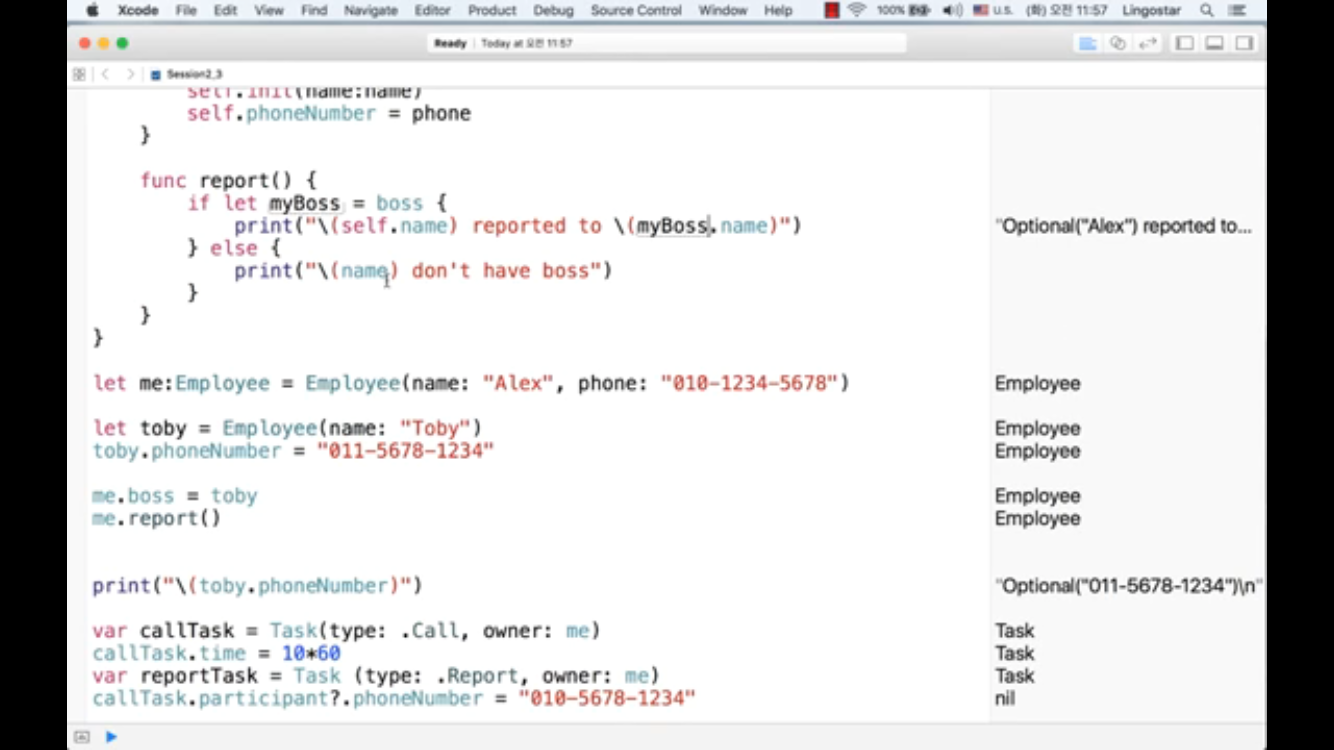 Xcode File Edit View Find Navigate Editor Product Debug Source Control Window Help 100% U.S. (화) 오전 11:57 Lingostar
Ready Today at 오전 11:57
Session2_3
self.init(name:name)
self.phoneNumber = phone
}
func report() {
if let myBoss = boss {
print("\(self.name) reported to \(myBoss.name)") "Optional("Alex") reported to...
} else {
print("\(name) don't have boss")
}
}
}
let me:Employee = Employee(name: "Alex", phone: "010-1234-5678") Employee
let toby = Employee(name: "Toby") Employee
toby.phoneNumber = "011-5678-1234" Employee
me.boss = toby Employee
me.report() Employee
print("\(toby.phoneNumber)") "Optional("011-5678-1234")\n"
var callTask = Task(type: .Call, owner: me) Task
callTask.time = 10*60 Task
var reportTask = Task (type: .Report, owner: me) Task
callTask.participant?.phoneNumber = "010-5678-1234" nil